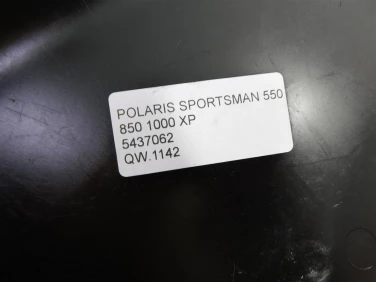 POLARIS SPORTSMAN 550
850 1000 XP
5437062
QW.1142